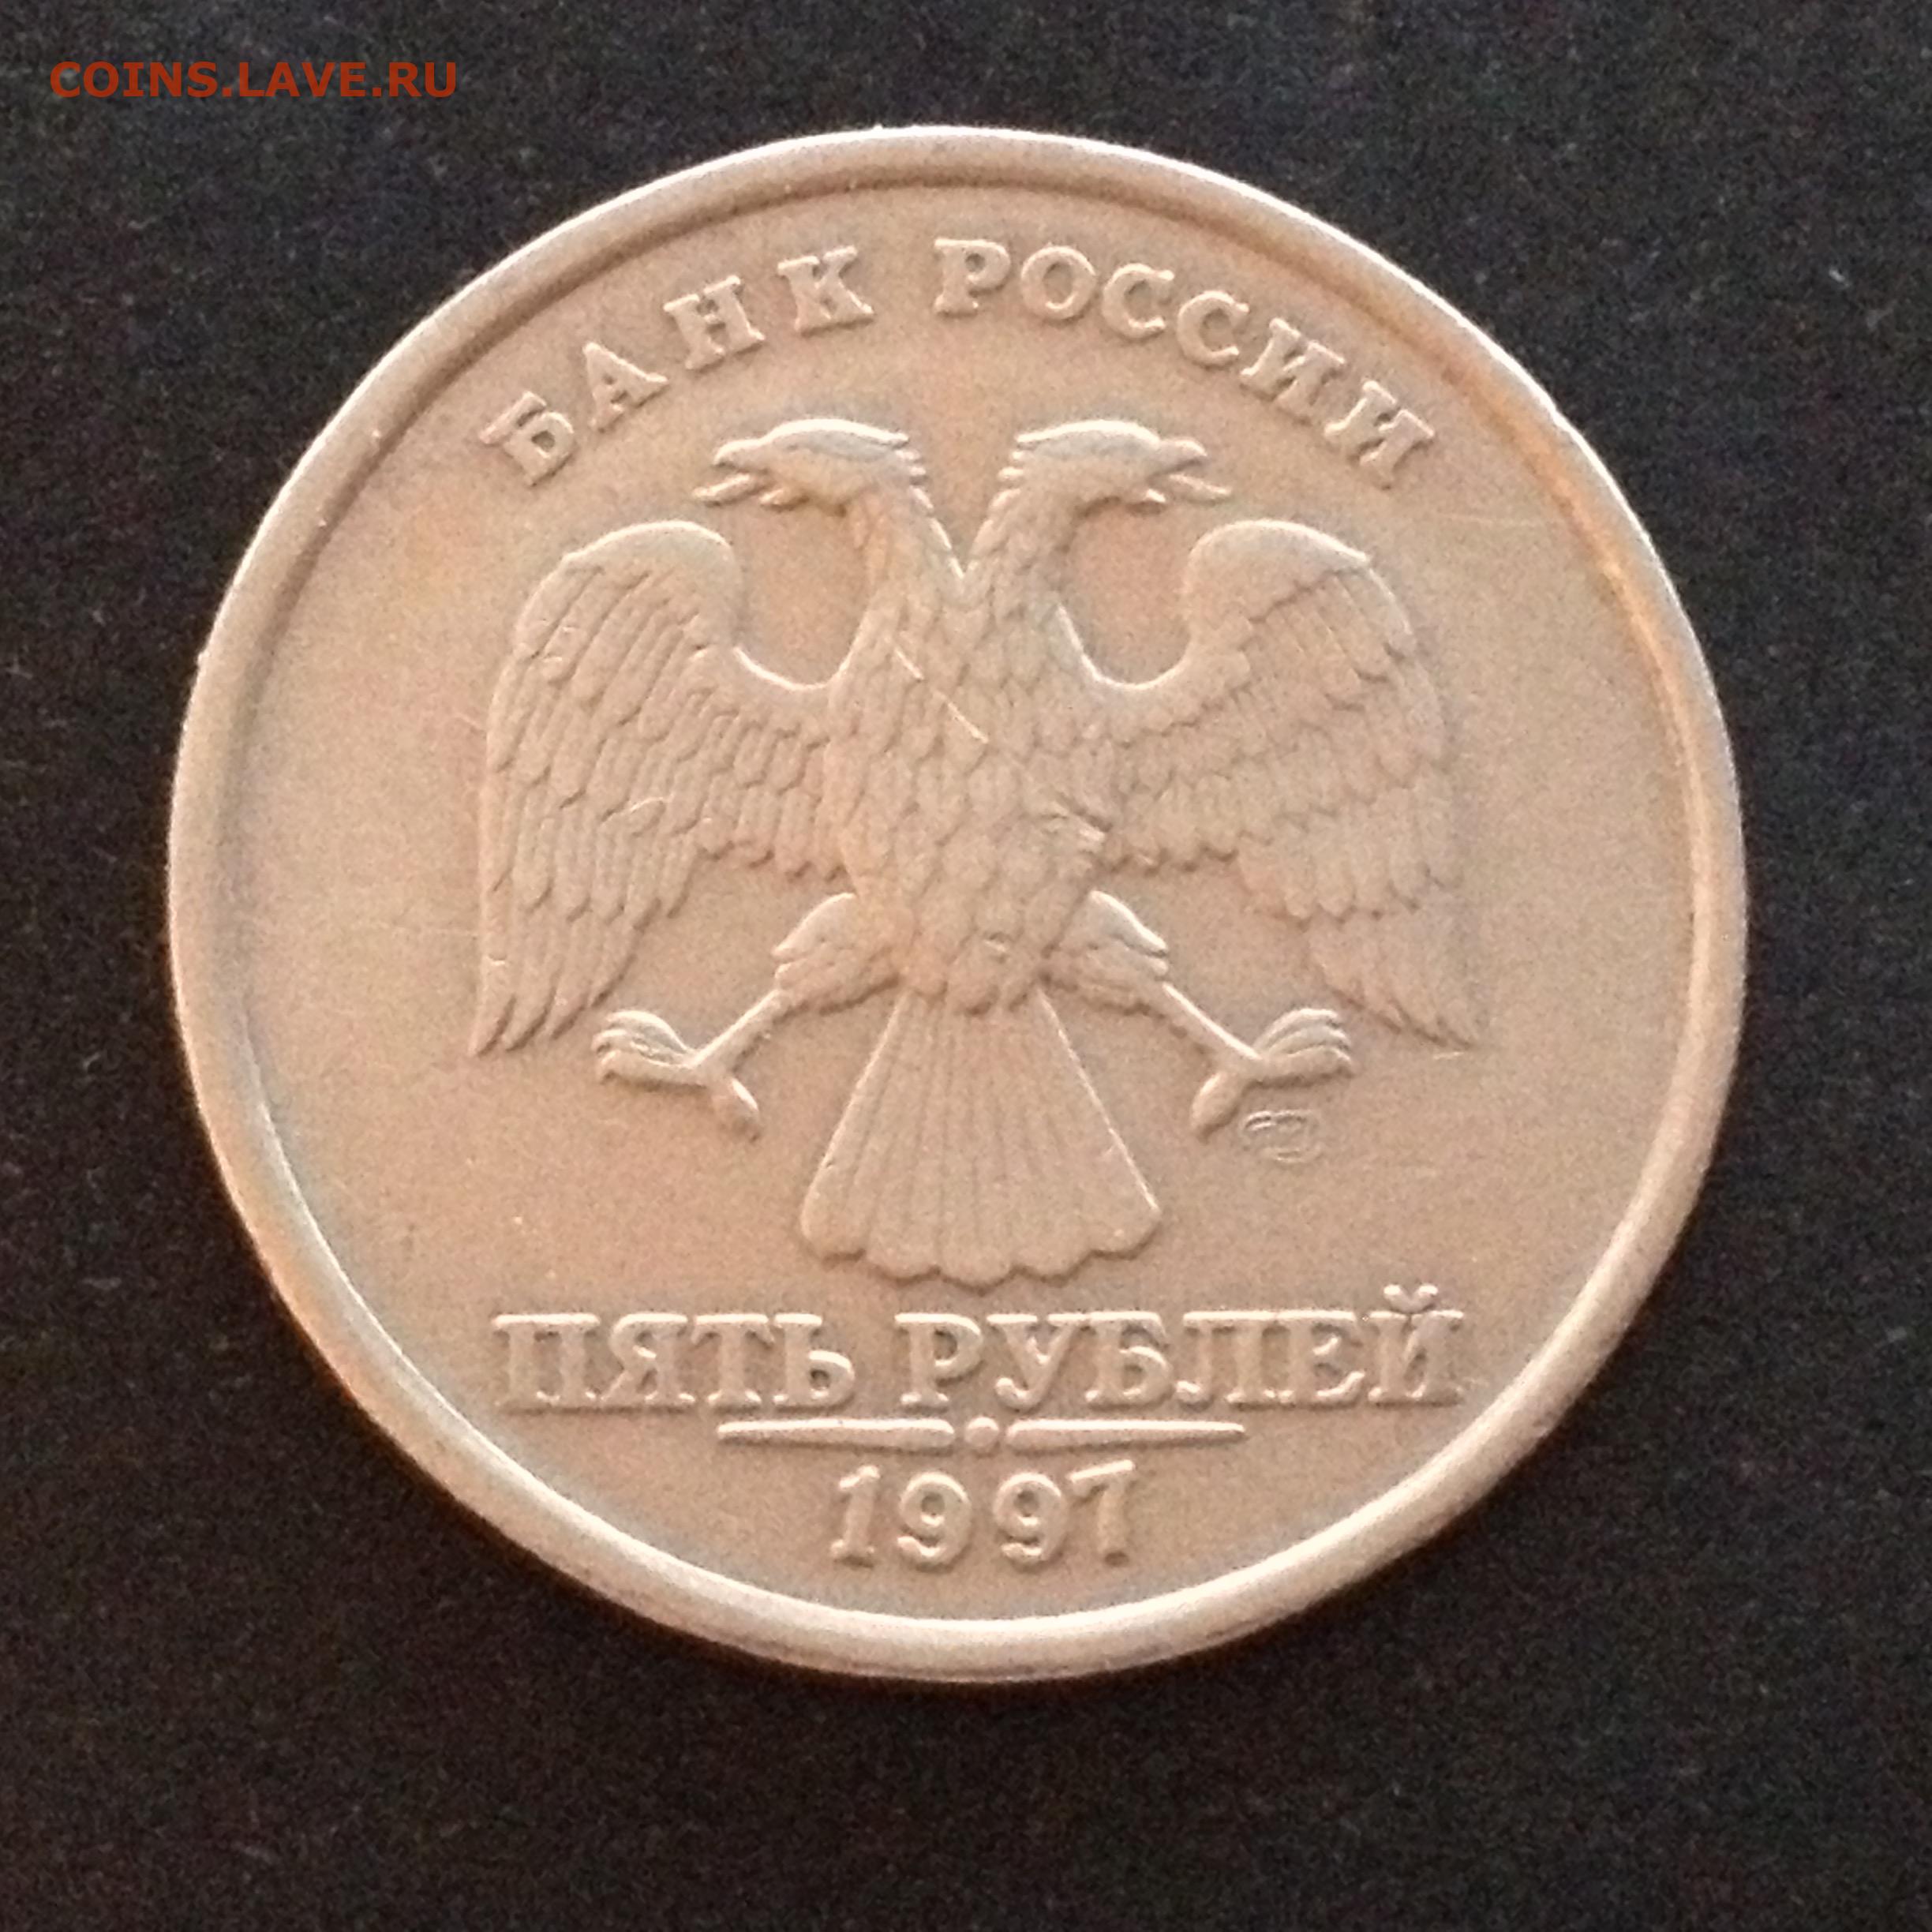 COINS.LAVE.RU
БАНК РОССИИ
ПЯТЬ РУБЛЕЙ
1997